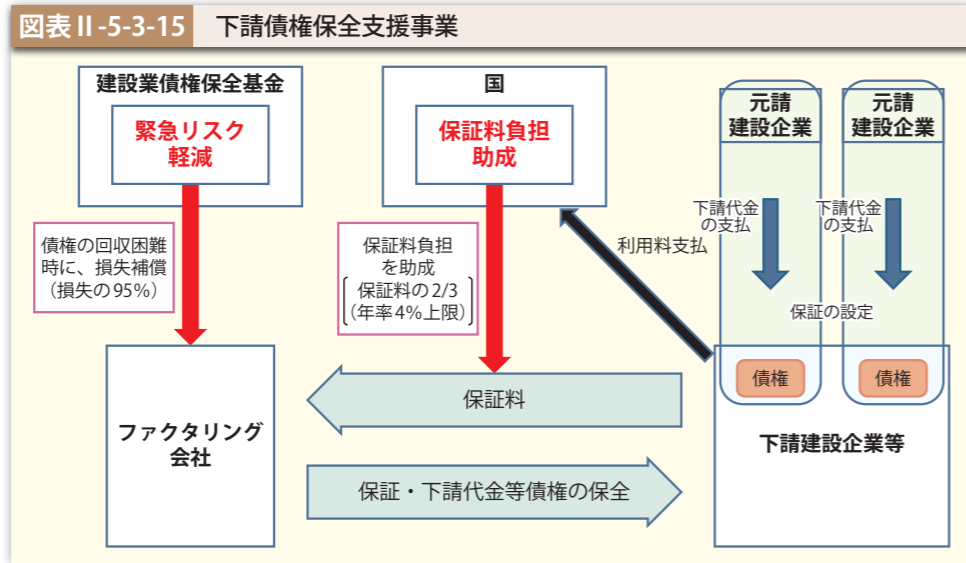 図表Ⅱ-5-3-15 下請債権保全支援事業
建設業債権保全基金
緊急リスク
軽減
国
保証料負担
助成
元請
建設企業
元請
建設企業
債権の回収困難
時に、損失補償
(損失の95%)
保証料負担
を助成
保証料の2/3
(年率4%上限)
利用料支払
下請代金
の支払
下請代金
の支払
保証の設定
債権
債権
ファクタリング
会社
保証料
保証・下請代金等債権の保全
下請建設企業等